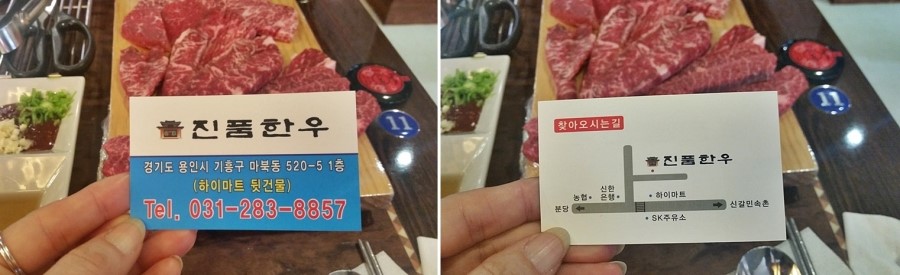 진품한우
경기도 용인시 기흥구 마북동 520-5 1층
(하이마트 뒷건물)
Tel. 031-283-8857
11
찾아오시는길
진품한우
신한
농협 은행 하이마트
분당 신갈민속촌
SK주유소
11